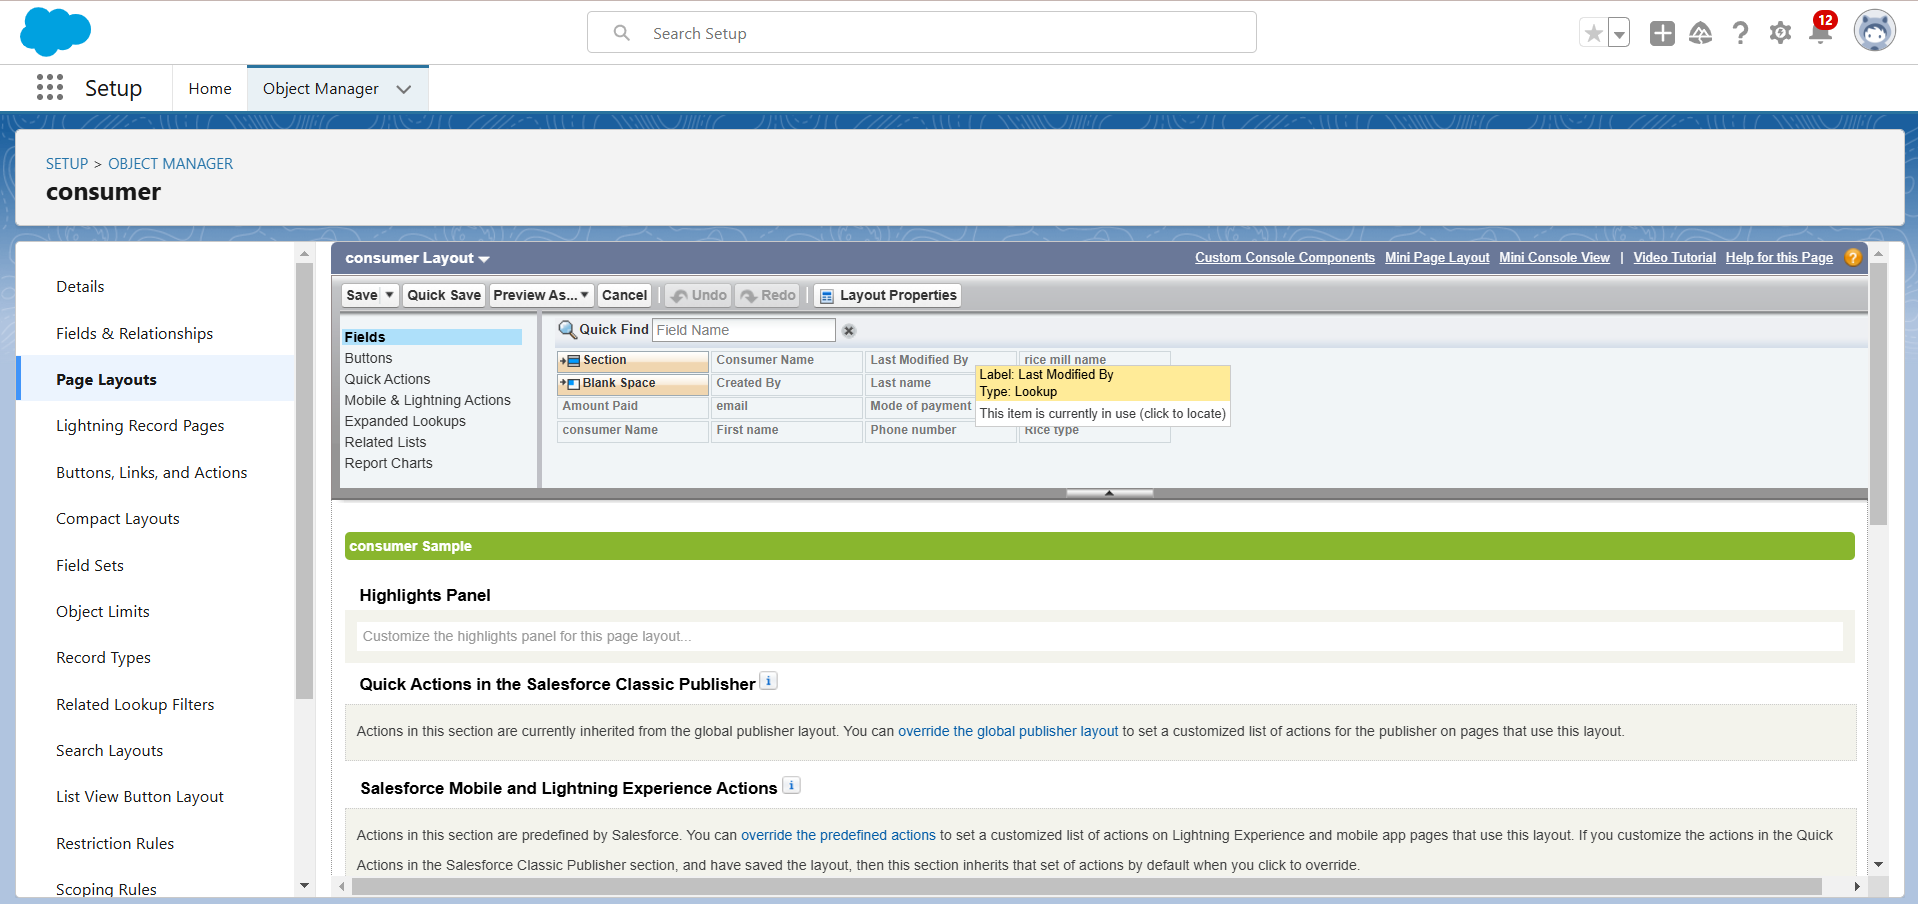 Search Setup
12
Setup
Home
Object Manager
SETUP > OBJECT MANAGER
consumer
Details
Fields & Relationships
Page Layouts
Lightning Record Pages
Buttons, Links, and Actions
Compact Layouts
Field Sets
Object Limits
Record Types
Related Lookup Filters
Search Layouts
List View Button Layout
Restriction Rules
Scoping Rules
consumer Layout
Custom Console Components Mini Page Layout Mini Console View | Video Tutorial Help for this Page ?
Save Quick Save Preview As... Cancel Undo Redo Layout Properties
Fields
Buttons
Quick Actions
Mobile & Lightning Actions
Expanded Lookups
Related Lists
Report Charts
Quick Find Field Name
Section Consumer Name Last Modified By rice mill name
Blank Space Created By Last name
Amount Paid email Mode of payment
consumer Name First name Phone number Rice type
Label: Last Modified By
Type: Lookup
This item is currently in use (click to locate)
consumer Sample
Highlights Panel
Customize the highlights panel for this page layout...
Quick Actions in the Salesforce Classic Publisher i
Actions in this section are currently inherited from the global publisher layout. You can override the global publisher layout to set a customized list of actions for the publisher on pages that use this layout.
Salesforce Mobile and Lightning Experience Actions i
Actions in this section are predefined by Salesforce. You can override the predefined actions to set a customized list of actions on Lightning Experience and mobile app pages that use this layout. If you customize the actions in the Quick
Actions in the Salesforce Classic Publisher section, and have saved the layout, then this section inherits that set of actions by default when you click to override.